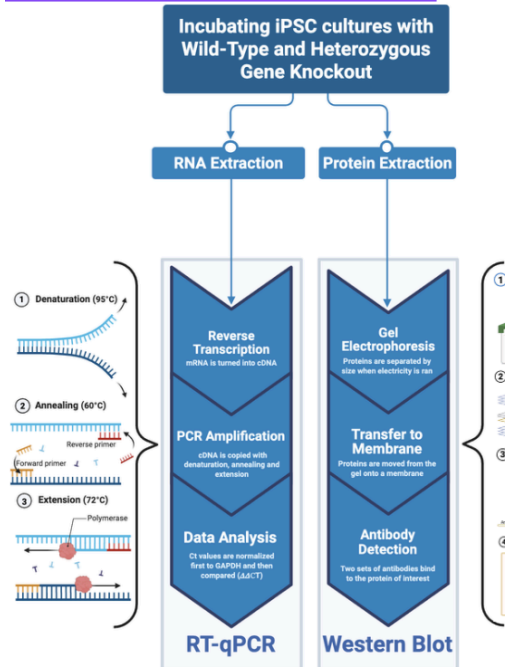 Incubating iPSC cultures with
Wild-Type and Heterozygous
Gene Knockout
RNA Extraction
Protein Extraction
1 Denaturation (95°C)
2 Annealing (60°C)
Reverse primer
Forward primer
3 Extension (72°C)
Polymerase
Reverse
Transcription
mRNA is turned into cDNA
PCR Amplification
cDNA is copied with
denaturation, annealing and
extension
Data Analysis
Ct values are normalized
first to GAPDH and then
compared (ΔΔCT)
RT-qPCR
Gel
Electrophoresis
Proteins are separated by
size when electricity is ran
Transfer to
Membrane
Proteins are moved from the
gel onto a membrane
Antibody
Detection
Two sets of antibodies bind
to the protein of interest
Western Blot
1
2
3
4